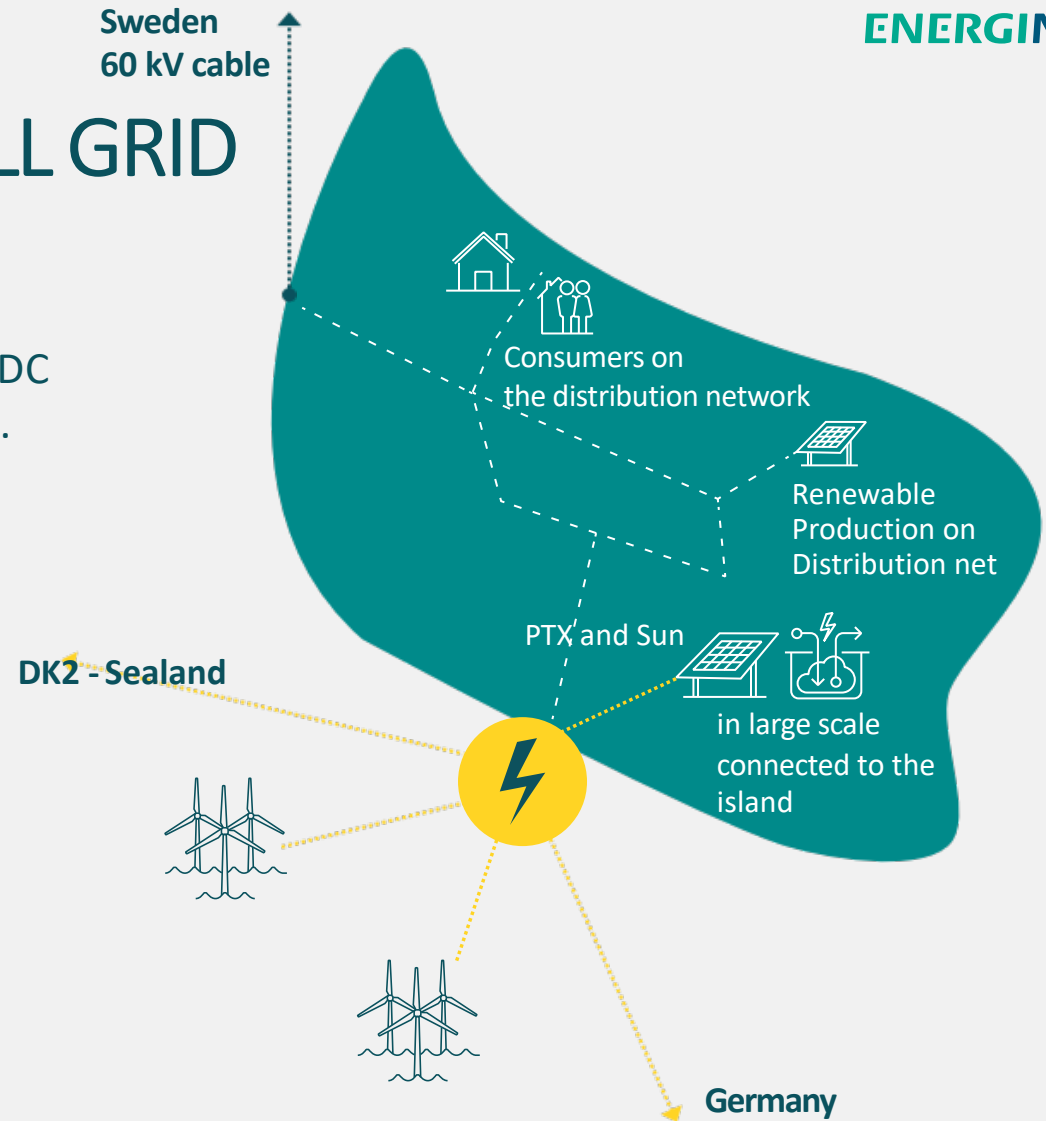 Sweden
60 kV cable
ENERGIN
LL GRID
DC
.
Consumers on
the distribution network
Renewable
Production on
Distribution net
PTX and Sun
in large scale
connected to the
island
DK2 - Sealand
Germany